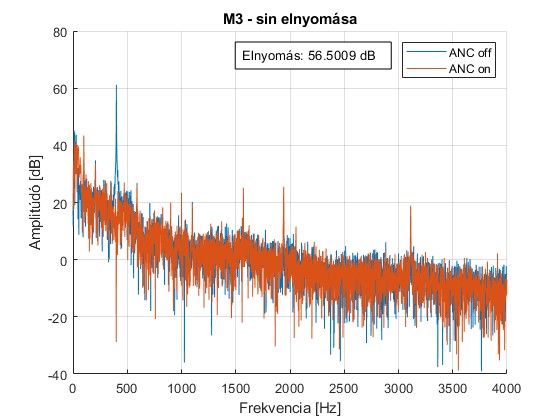 M3 - sin elnyomása
Elnyomás: 56.5009 dB
ANC off
ANC on
Amplitúdó [dB]
80
60
40
20
0
-20
-40
0
500
1000
1500
2000
2500
3000
3500
4000
Frekvencia [Hz]